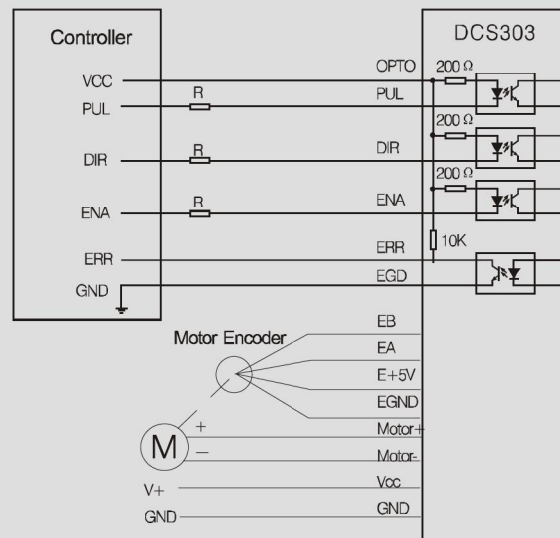 Controller
DCS303
VCC
OPTO
200 Ω
PUL
R
PUL
200 Ω
DIR
R
DIR
200 Ω
ENA
R
ENA
10K
ERR
ERR
GND
EGD
Motor Encoder
EB
EA
E+5V
EGND
M
+
Motor+
−
Motor-
V+
Vcc
GND
GND